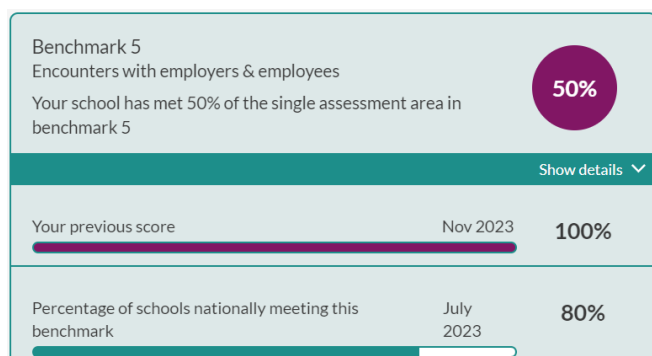 Benchmark 5
Encounters with employers & employees
Your school has met 50% of the single assessment area in
benchmark 5
50%
Show details
Your previous score
Nov 2023
100%
Percentage of schools nationally meeting this
benchmark
July
2023
80%